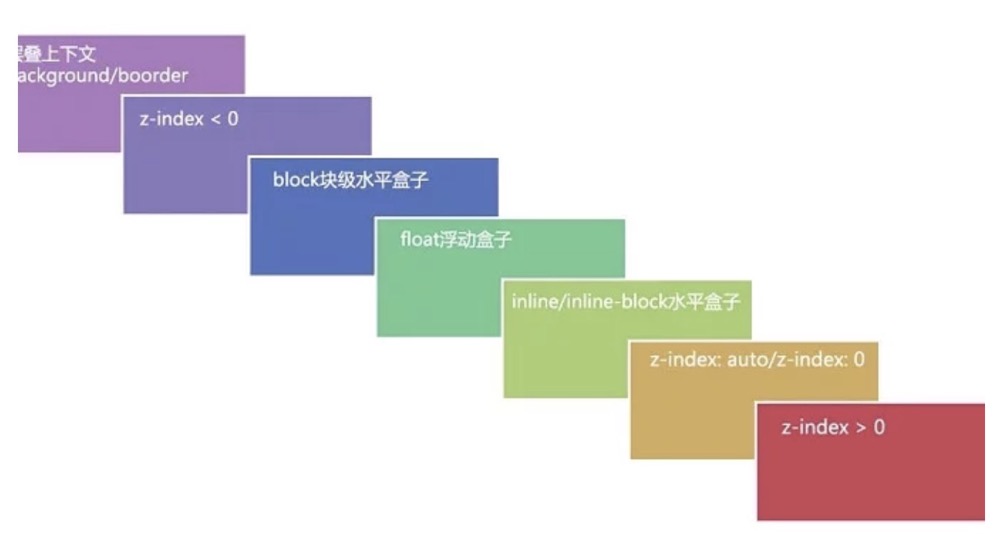 层叠上下文
ackground/boorder
z-index < 0
block块级水平盒子
float浮动盒子
inline/inline-block水平盒子
z-index: auto/z-index: 0
z-index > 0